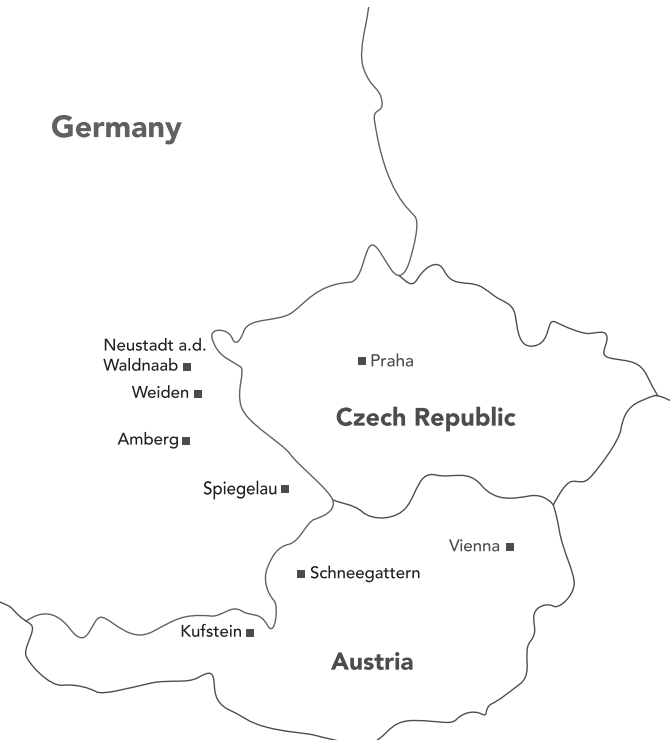 Germany
Neustadt a.d.
Waldnaab
Praha
Weiden
Czech Republic
Amberg
Spiegelau
Vienna
Schneegattern
Kufstein
Austria